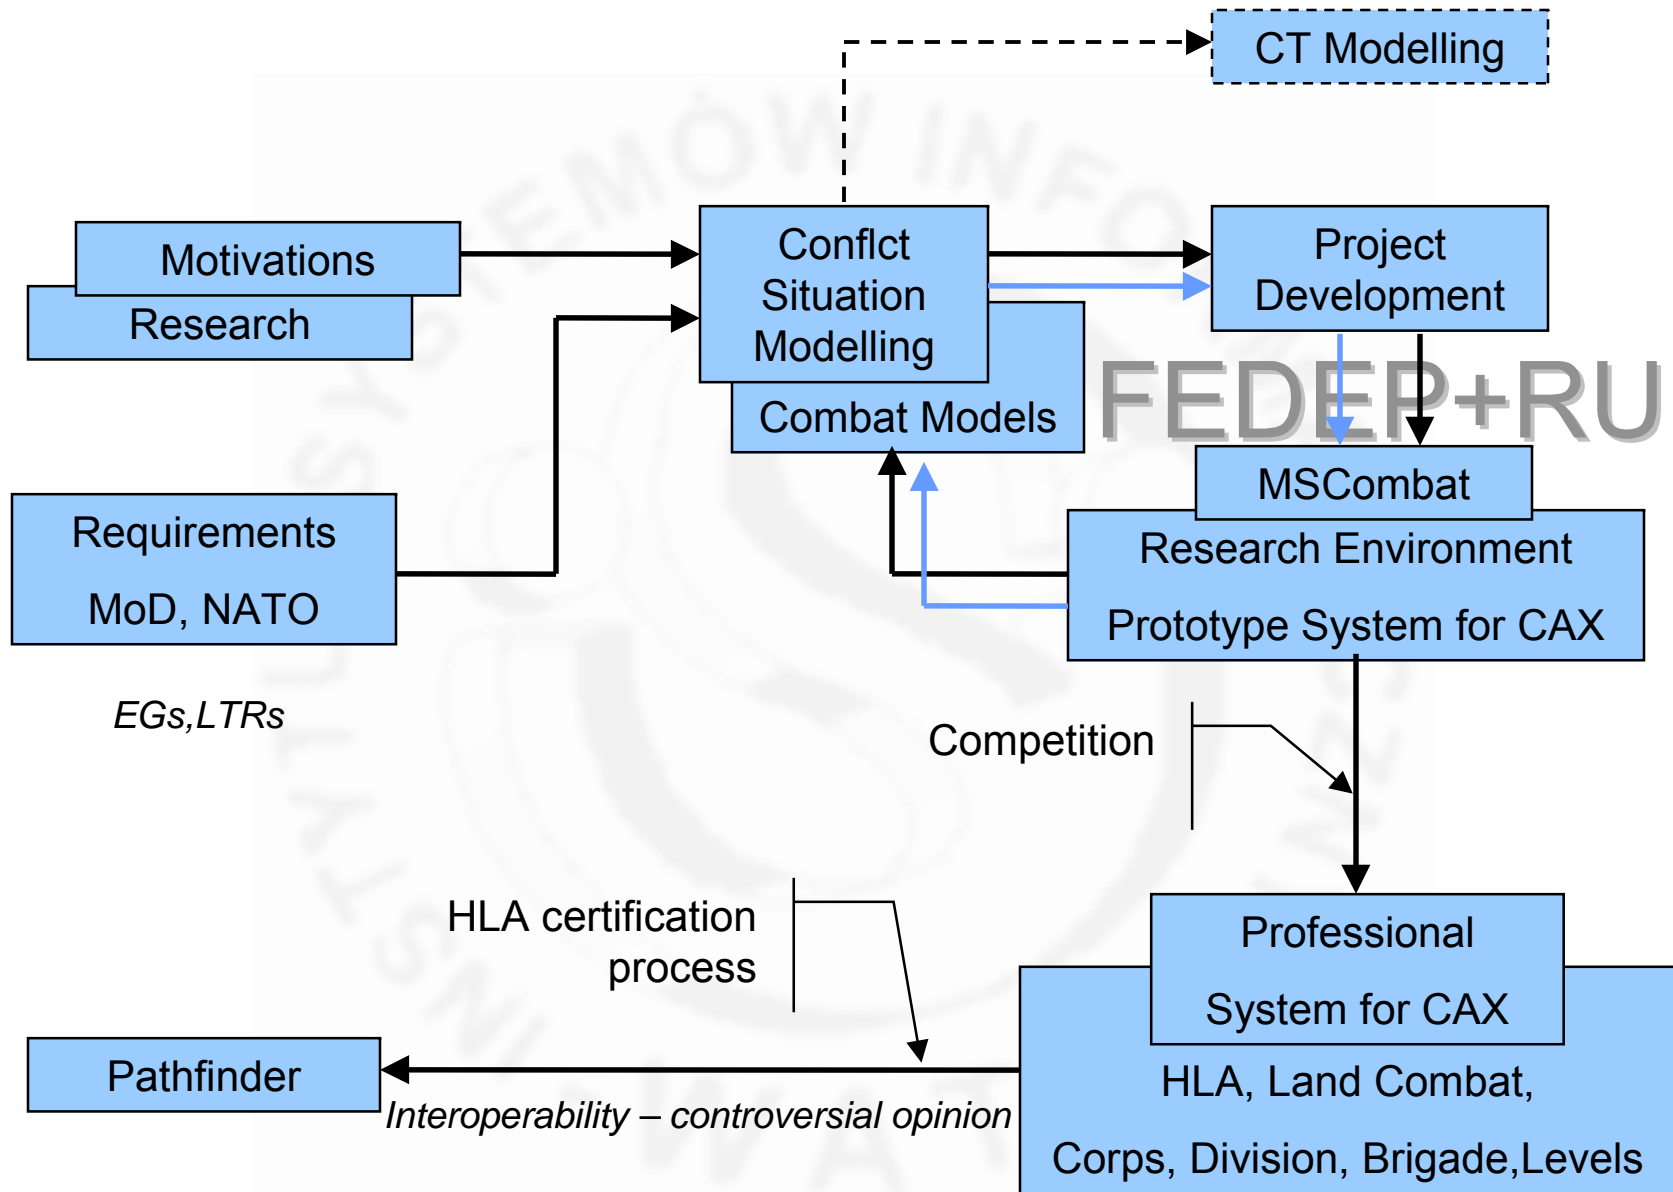 CT Modelling
Motivations
Research
Conflct
Situation
Modelling
Combat Models
Project
Development
FEDEP+RU
MSCombat
Research Environment
Prototype System for CAX
Requirements
MoD, NATO
EGs,LTRs
Competition
HLA certification
process
Professional
System for CAX
HLA, Land Combat,
Corps, Division, Brigade,Levels
Pathfinder
Interoperability – controversial opinion